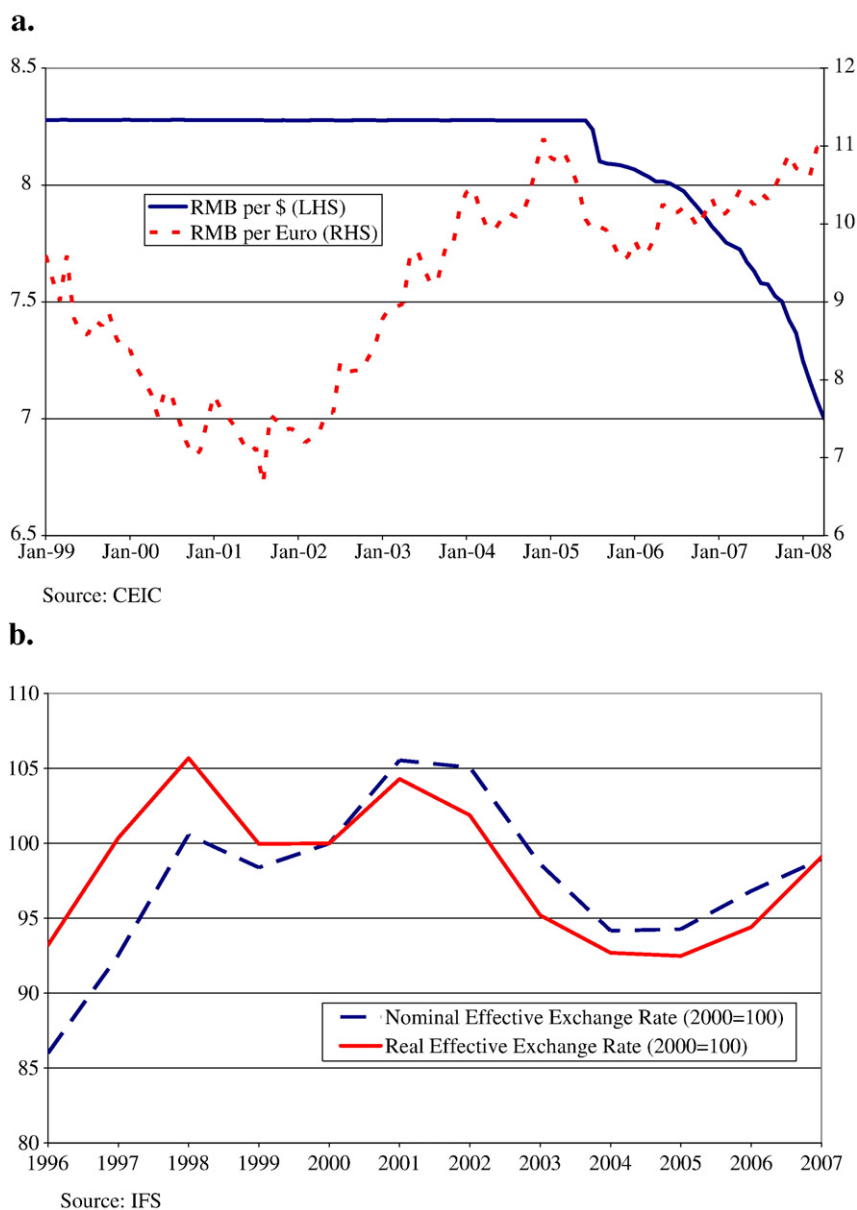 a.
8.5
12
11
8
RMB per $ (LHS)
RMB per Euro (RHS)
10
7.5
9
8
7
7
6.5
6
Jan-99 Jan-00 Jan-01 Jan-02 Jan-03 Jan-04 Jan-05 Jan-06 Jan-07 Jan-08
Source: CEIC
b.
110
105
100
95
90
Nominal Effective Exchange Rate (2000=100)
Real Effective Exchange Rate (2000=100)
85
80
1996 1997 1998 1999 2000 2001 2002 2003 2004 2005 2006 2007
Source: IFS